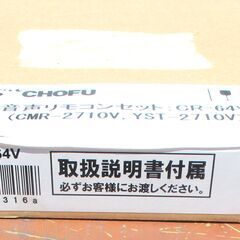 CHOFU
音声リモコンセット:CR-64V
(CMR-2710V,YST-2710V)
64V
取扱説明書付属
必ずお客様にお渡しください。
316a